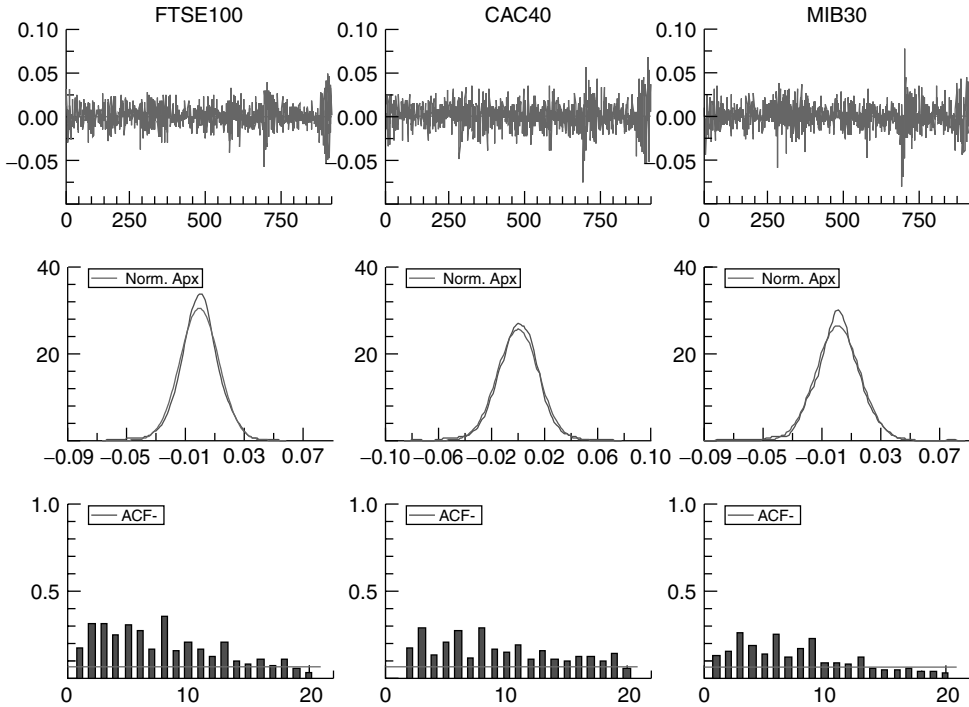 FTSE100 CAC40 MIB30
0.10 0.10 0.10
0.05 0.05 0.05
0.00 0.00 0.00
−0.05 −0.05 −0.05
0 250 500 750 0 250 500 750 0 250 500 750
40 40 40
Norm. Apx Norm. Apx Norm. Apx
20 20 20
−0.09 −0.05 −0.01 0.03 0.07 −0.10 −0.06 −0.02 0.02 0.06 0.10 −0.09 −0.05 −0.01 0.03 0.07
1.0 1.0 1.0
ACF- ACF- ACF-
0.5 0.5 0.5
0 10 20 0 10 20 0 10 20